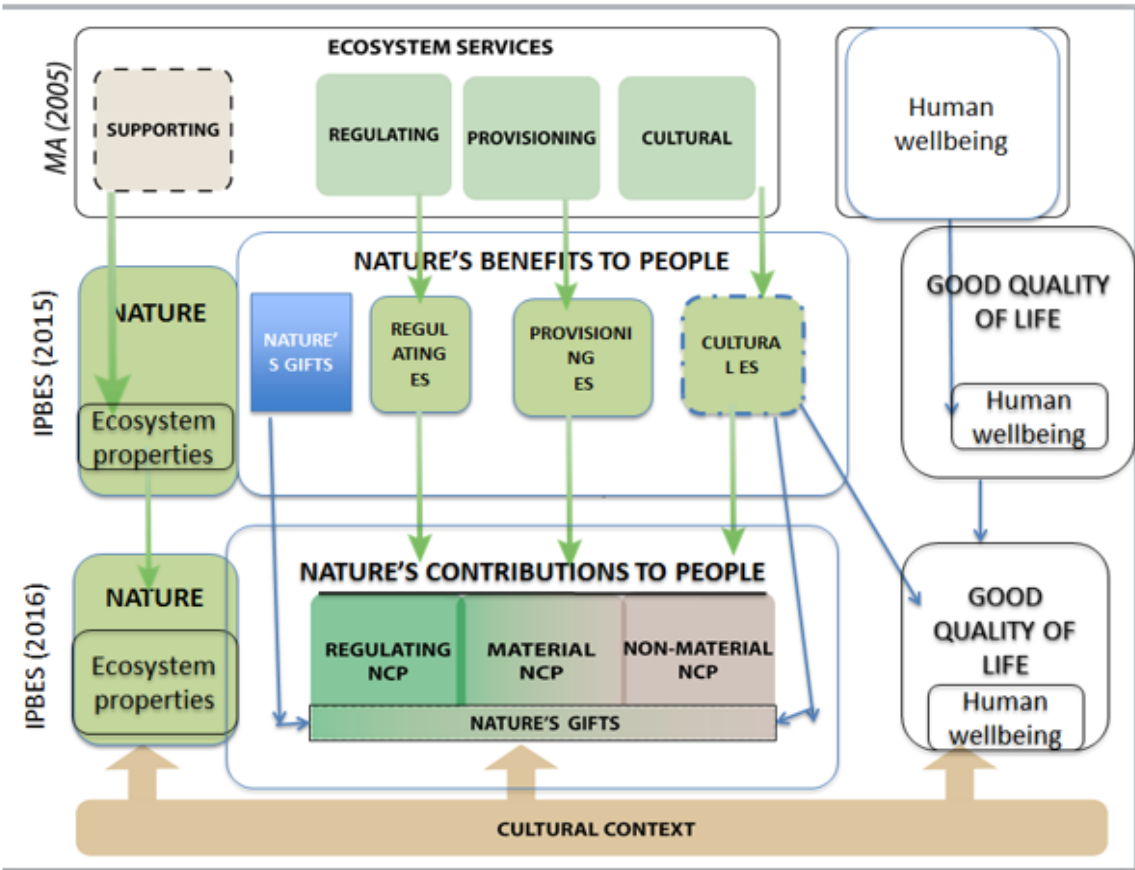 MA (2005)
ECOSYSTEM SERVICES
SUPPORTING
REGULATING
PROVISIONING
CULTURAL
Human
wellbeing
IPBES (2015)
NATURE
Ecosystem
properties
NATURE'S BENEFITS TO PEOPLE
NATURE'
S GIFTS
REGUL
ATING
ES
PROVISIONI
NG
ES
CULTURA
L ES
GOOD QUALITY
OF LIFE
Human
wellbeing
IPBES (2016)
NATURE
Ecosystem
properties
NATURE'S CONTRIBUTIONS TO PEOPLE
REGULATING
NCP
MATERIAL
NCP
NON-MATERIAL
NCP
NATURE'S GIFTS
GOOD
QUALITY OF
LIFE
Human
wellbeing
CULTURAL CONTEXT